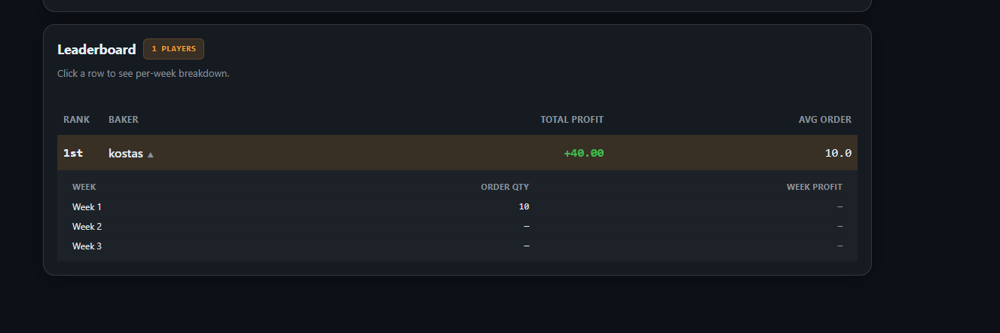 Leaderboard 1 PLAYERS
Click a row to see per-week breakdown.
RANK BAKER TOTAL PROFIT AVG ORDER
1st kostas ▲ +40.00 10.0
WEEK ORDER QTY WEEK PROFIT
Week 1 10 —
Week 2 — —
Week 3 — —